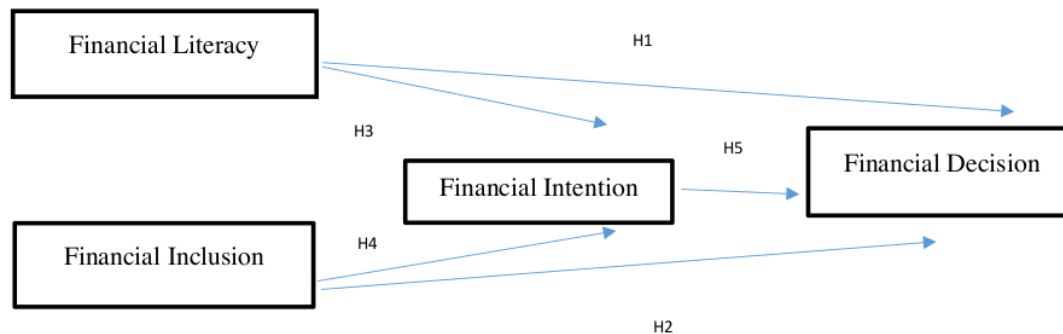 Financial Literacy
H1
H3
H5
Financial Decision
Financial Intention
H4
Financial Inclusion
H2